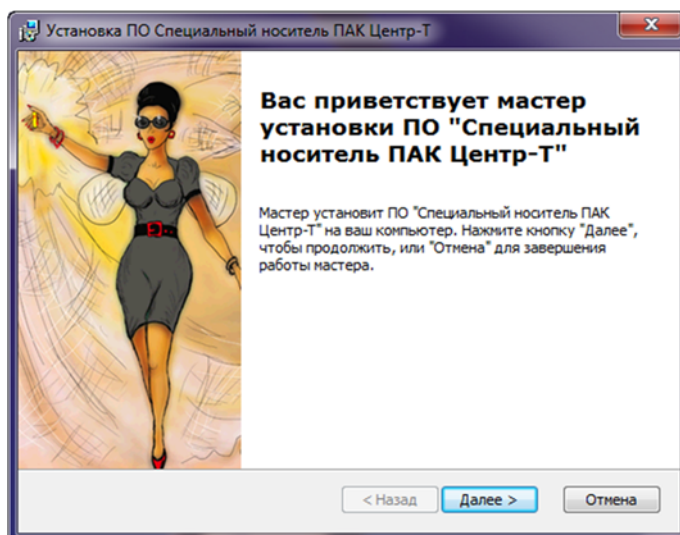 Установка ПО Специальный носитель ПАК Центр-Т
Вас приветствует мастер
установки ПО "Специальный
носитель ПАК Центр-Т"
Мастер установит ПО "Специальный носитель ПАК
Центр-Т" на ваш компьютер. Нажмите кнопку "Далее",
чтобы продолжить, или "Отмена" для завершения
работы мастера.
< Назад Далее > Отмена